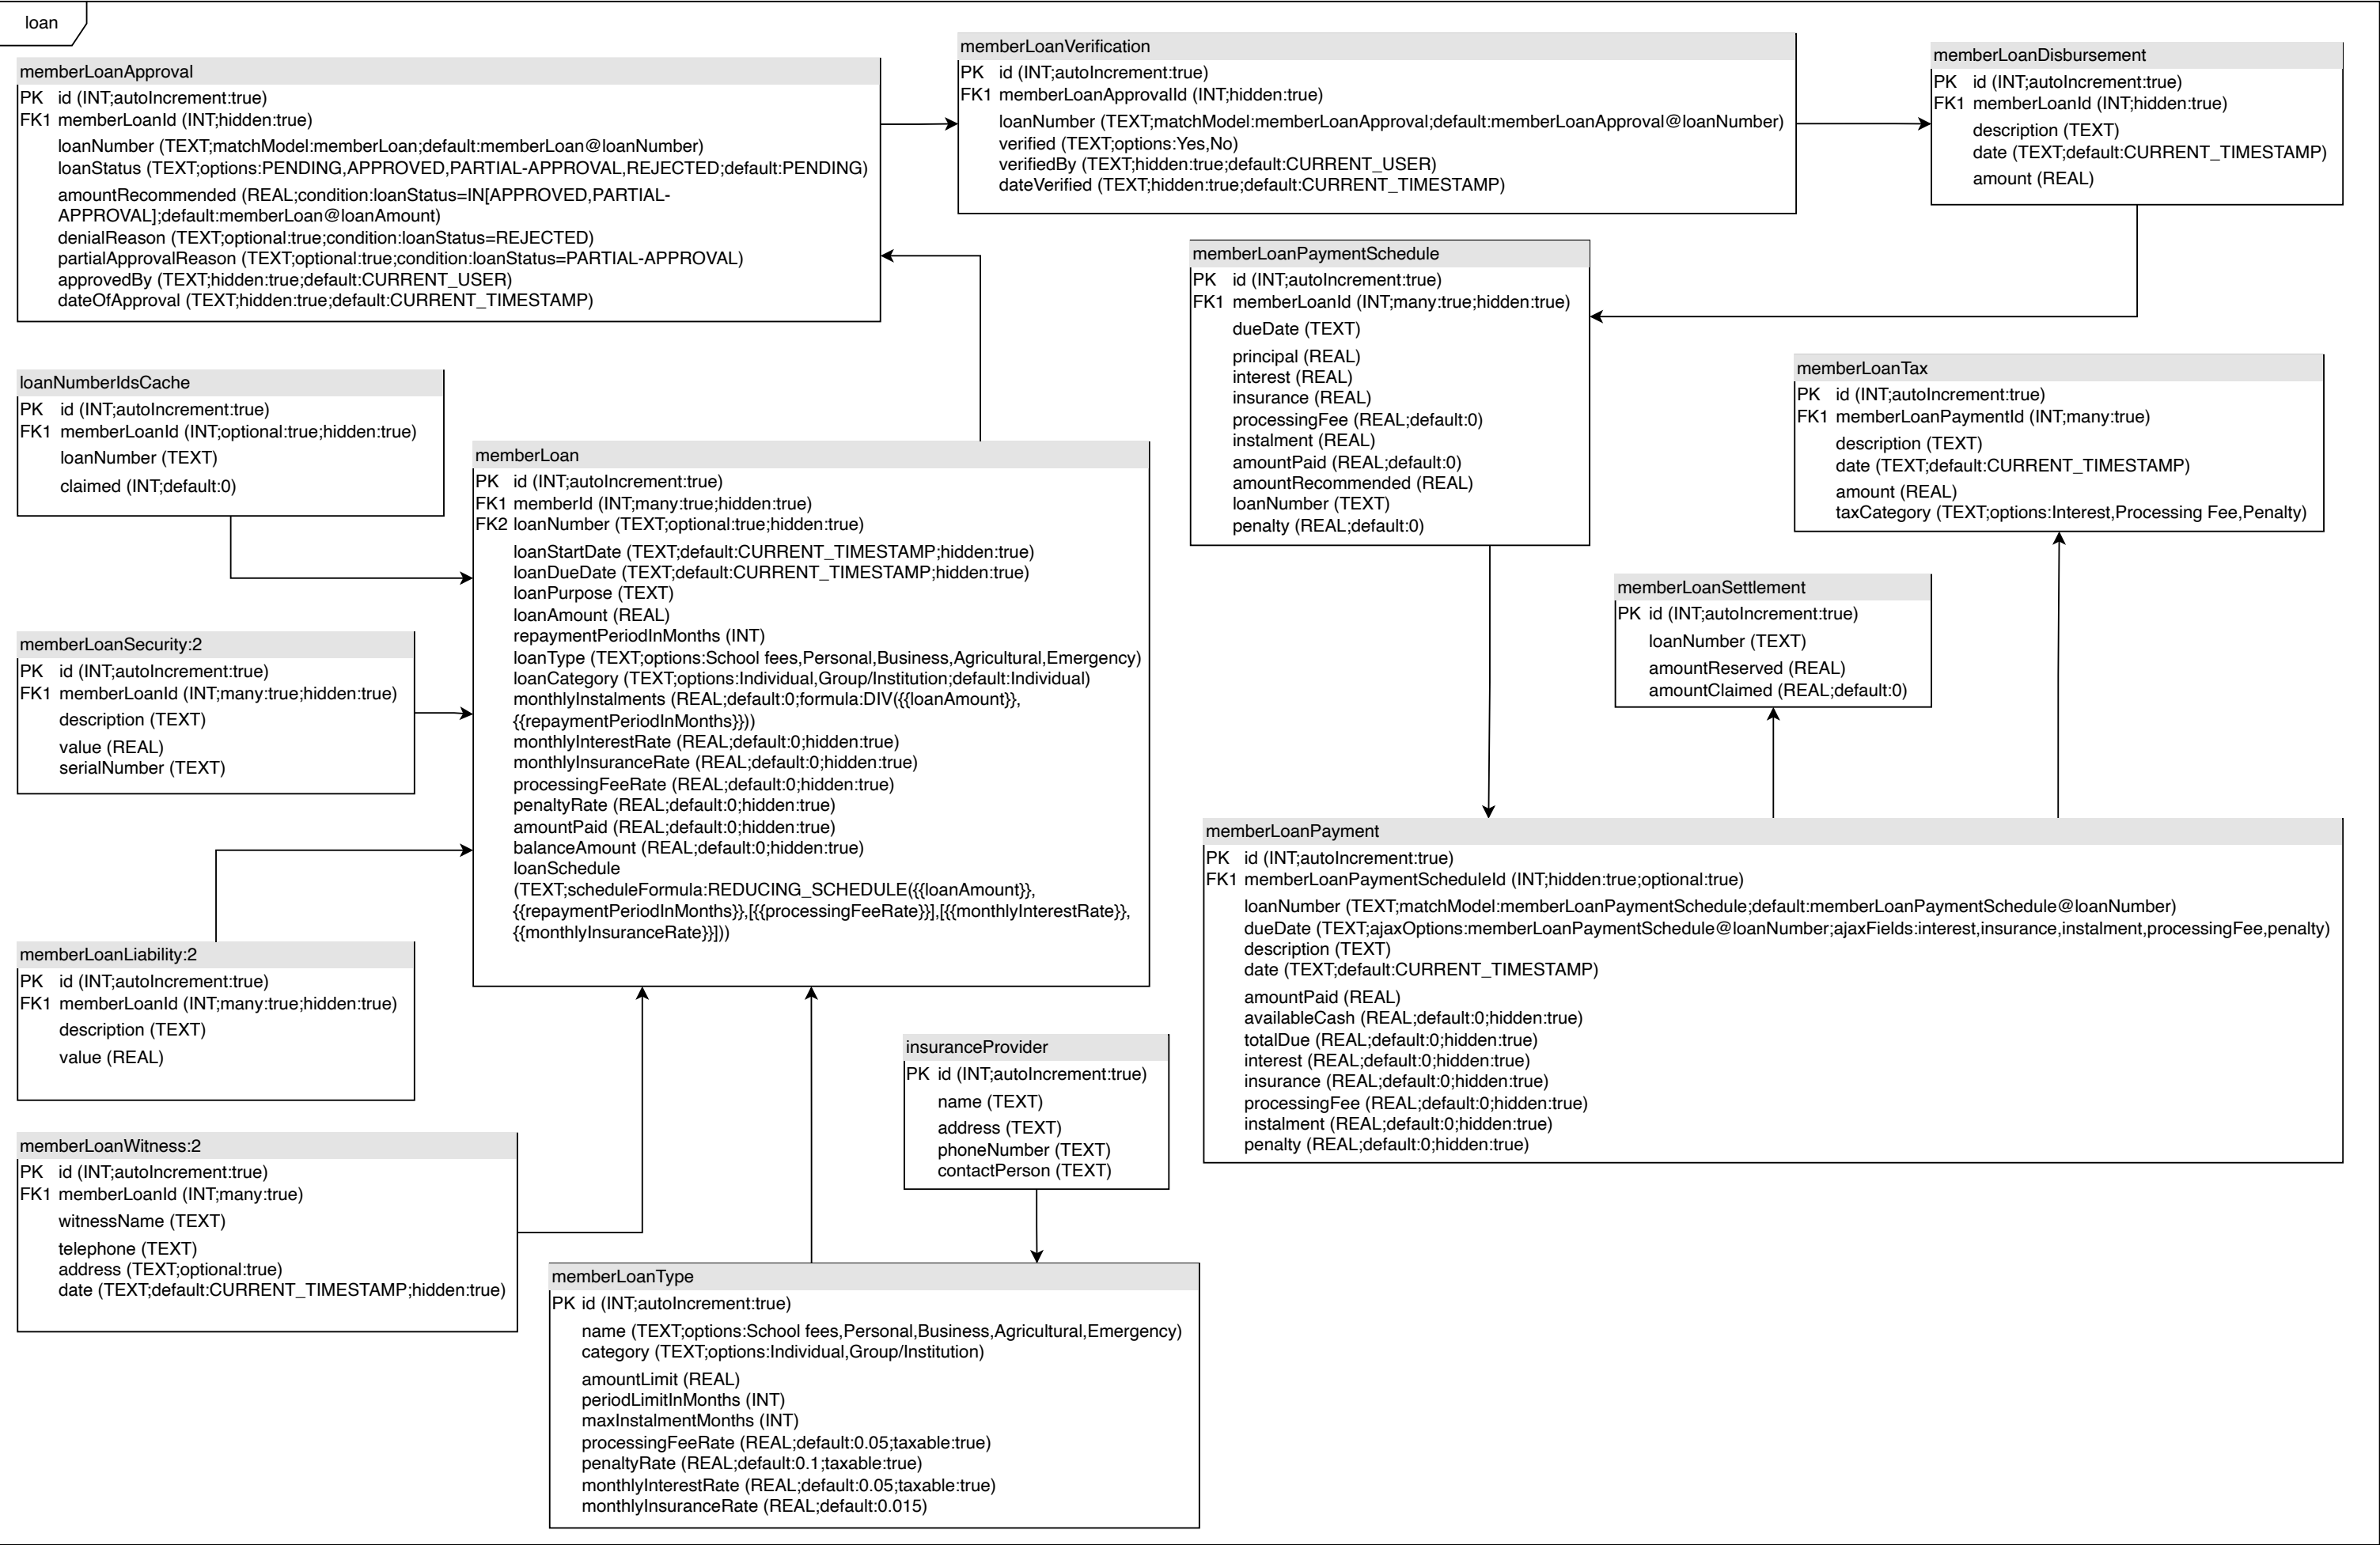 loan
memberLoanApproval
PK id (INT;autoIncrement:true)
FK1 memberLoanId (INT;hidden:true)
loanNumber (TEXT;matchModel:memberLoan;default:memberLoan@loanNumber)
loanStatus (TEXT;options:PENDING,APPROVED,PARTIAL-APPROVAL,REJECTED;default:PENDING)
amountRecommended (REAL;condition:loanStatus=IN[APPROVED,PARTIAL-
APPROVAL];default:memberLoan@loanAmount)
denialReason (TEXT;optional:true;condition:loanStatus=REJECTED)
partialApprovalReason (TEXT;optional:true;condition:loanStatus=PARTIAL-APPROVAL)
approvedBy (TEXT;hidden:true;default:CURRENT_USER)
dateOfApproval (TEXT;hidden:true;default:CURRENT_TIMESTAMP)
memberLoanVerification
PK id (INT;autoIncrement:true)
FK1 memberLoanApprovalId (INT;hidden:true)
loanNumber (TEXT;matchModel:memberLoanApproval;default:memberLoanApproval@loanNumber)
verified (TEXT;options:Yes,No)
verifiedBy (TEXT;hidden:true;default:CURRENT_USER)
dateVerified (TEXT;hidden:true;default:CURRENT_TIMESTAMP)
memberLoanDisbursement
PK id (INT;autoIncrement:true)
FK1 memberLoanId (INT;hidden:true)
description (TEXT)
date (TEXT;default:CURRENT_TIMESTAMP)
amount (REAL)
memberLoanPaymentSchedule
PK id (INT;autoIncrement:true)
FK1 memberLoanId (INT;many:true;hidden:true)
dueDate (TEXT)
principal (REAL)
interest (REAL)
insurance (REAL)
processingFee (REAL;default:0)
instalment (REAL)
amountPaid (REAL;default:0)
amountRecommended (REAL)
loanNumber (TEXT)
penalty (REAL;default:0)
memberLoanTax
PK id (INT;autoIncrement:true)
FK1 memberLoanPaymentId (INT;many:true)
description (TEXT)
date (TEXT;default:CURRENT_TIMESTAMP)
amount (REAL)
taxCategory (TEXT;options:Interest,Processing Fee,Penalty)
loanNumberIdsCache
PK id (INT;autoIncrement:true)
FK1 memberLoanId (INT;optional:true;hidden:true)
loanNumber (TEXT)
claimed (INT;default:0)
memberLoan
PK id (INT;autoIncrement:true)
FK1 memberId (INT;many:true;hidden:true)
FK2 loanNumber (TEXT;optional:true;hidden:true)
loanStartDate (TEXT;default:CURRENT_TIMESTAMP;hidden:true)
loanDueDate (TEXT;default:CURRENT_TIMESTAMP;hidden:true)
loanPurpose (TEXT)
loanAmount (REAL)
repaymentPeriodInMonths (INT)
loanType (TEXT;options:School fees,Personal,Business,Agricultural,Emergency)
loanCategory (TEXT;options:Individual,Group/Institution;default:Individual)
monthlyInstalments (REAL;default:0;formula:DIV({{loanAmount}},
{{repaymentPeriodInMonths}}))
monthlyInterestRate (REAL;default:0;hidden:true)
monthlyInsuranceRate (REAL;default:0;hidden:true)
processingFeeRate (REAL;default:0;hidden:true)
penaltyRate (REAL;default:0;hidden:true)
amountPaid (REAL;default:0;hidden:true)
balanceAmount (REAL;default:0;hidden:true)
loanSchedule
(TEXT;scheduleFormula:REDUCING_SCHEDULE({{loanAmount}},
{{repaymentPeriodInMonths}},[{{processingFeeRate}}],[{{monthlyInterestRate}},
{{monthlyInsuranceRate}}]))
memberLoanSettlement
PK id (INT;autoIncrement:true)
loanNumber (TEXT)
amountReserved (REAL)
amountClaimed (REAL;default:0)
memberLoanSecurity:2
PK id (INT;autoIncrement:true)
FK1 memberLoanId (INT;many:true;hidden:true)
description (TEXT)
value (REAL)
serialNumber (TEXT)
memberLoanPayment
PK id (INT;autoIncrement:true)
FK1 memberLoanPaymentScheduleId (INT;hidden:true;optional:true)
loanNumber (TEXT;matchModel:memberLoanPaymentSchedule;default:memberLoanPaymentSchedule@loanNumber)
dueDate (TEXT;ajaxOptions:memberLoanPaymentSchedule@loanNumber;ajaxFields:interest,insurance,instalment,processingFee,penalty)
description (TEXT)
date (TEXT;default:CURRENT_TIMESTAMP)
amountPaid (REAL)
availableCash (REAL;default:0;hidden:true)
totalDue (REAL;default:0;hidden:true)
interest (REAL;default:0;hidden:true)
insurance (REAL;default:0;hidden:true)
processingFee (REAL;default:0;hidden:true)
instalment (REAL;default:0;hidden:true)
penalty (REAL;default:0;hidden:true)
memberLoanLiability:2
PK id (INT;autoIncrement:true)
FK1 memberLoanId (INT;many:true;hidden:true)
description (TEXT)
value (REAL)
insuranceProvider
PK id (INT;autoIncrement:true)
name (TEXT)
address (TEXT)
phoneNumber (TEXT)
contactPerson (TEXT)
memberLoanWitness:2
PK id (INT;autoIncrement:true)
FK1 memberLoanId (INT;many:true)
witnessName (TEXT)
telephone (TEXT)
address (TEXT;optional:true)
date (TEXT;default:CURRENT_TIMESTAMP;hidden:true)
memberLoanType
PK id (INT;autoIncrement:true)
name (TEXT;options:School fees,Personal,Business,Agricultural,Emergency)
category (TEXT;options:Individual,Group/Institution)
amountLimit (REAL)
periodLimitInMonths (INT)
maxInstalmentMonths (INT)
processingFeeRate (REAL;default:0.05;taxable:true)
penaltyRate (REAL;default:0.1;taxable:true)
monthlyInterestRate (REAL;default:0.05;taxable:true)
monthlyInsuranceRate (REAL;default:0.015)